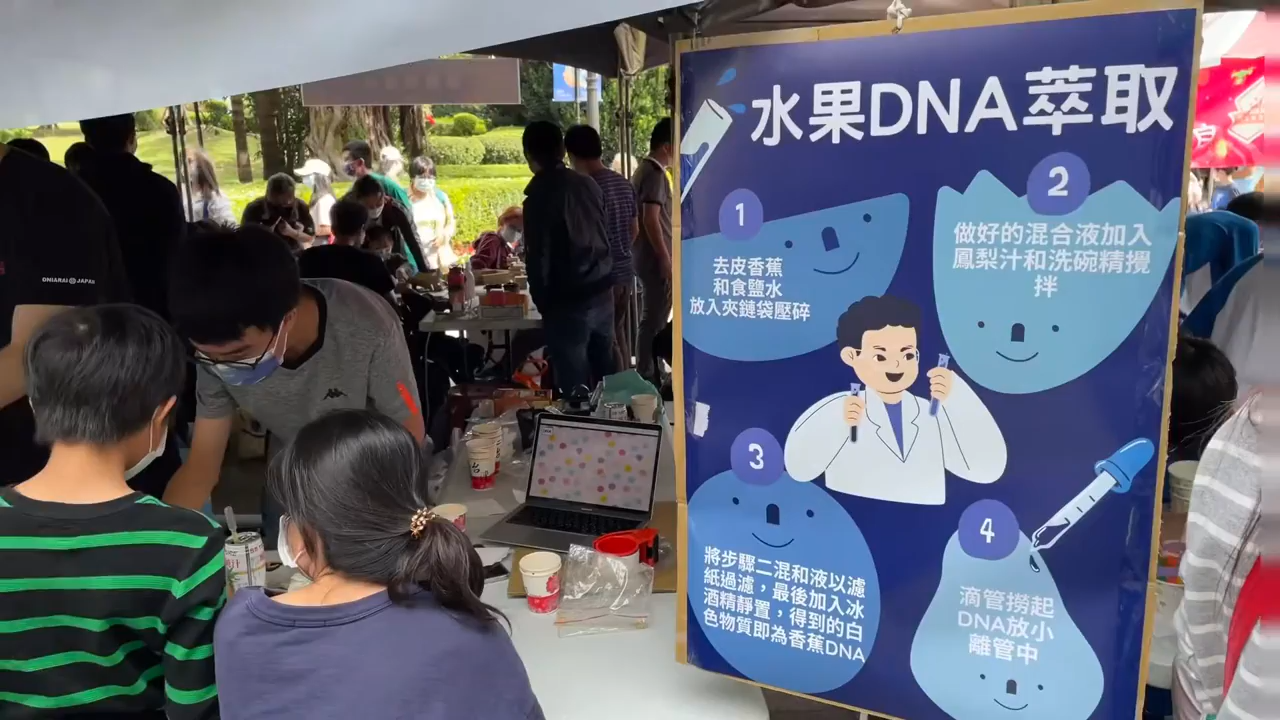 水果DNA萃取
1
去皮香蕉
和食鹽水
放入夾鏈袋壓碎
2
做好的混合液加入
鳳梨汁和洗碗精攪
拌
3
將步驟二混和液以濾
紙過濾，最後加入冰
酒精靜置，得到的白
色物質即為香蕉DNA
4
滴管撈起
DNA放小
離管中